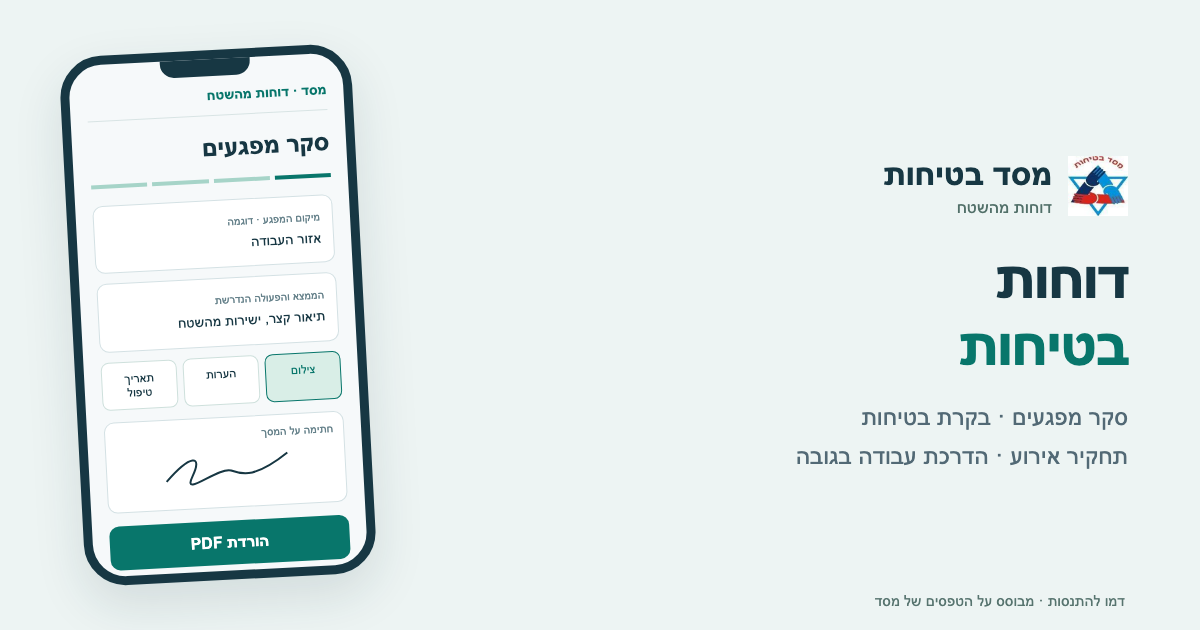 מסד בטיחות
מסד בטיחות
דוחות מהשטח
דוחות
בטיחות
סקר מפגעים · בקרת בטיחות
תחקיר אירוע · הדרכת עבודה בגובה
דמו להתנסות · מבוסס על הטפסים של מסד
מסד · דוחות מהשטח
סקר מפגעים
מיקום המפגע · דוגמה
אזור העבודה
הממצא והפעולה הנדרשת
תיאור קצר, ישירות מהשטח
צילום
הערות
תאריך
טיפול
חתימה על המסך
הורדת PDF